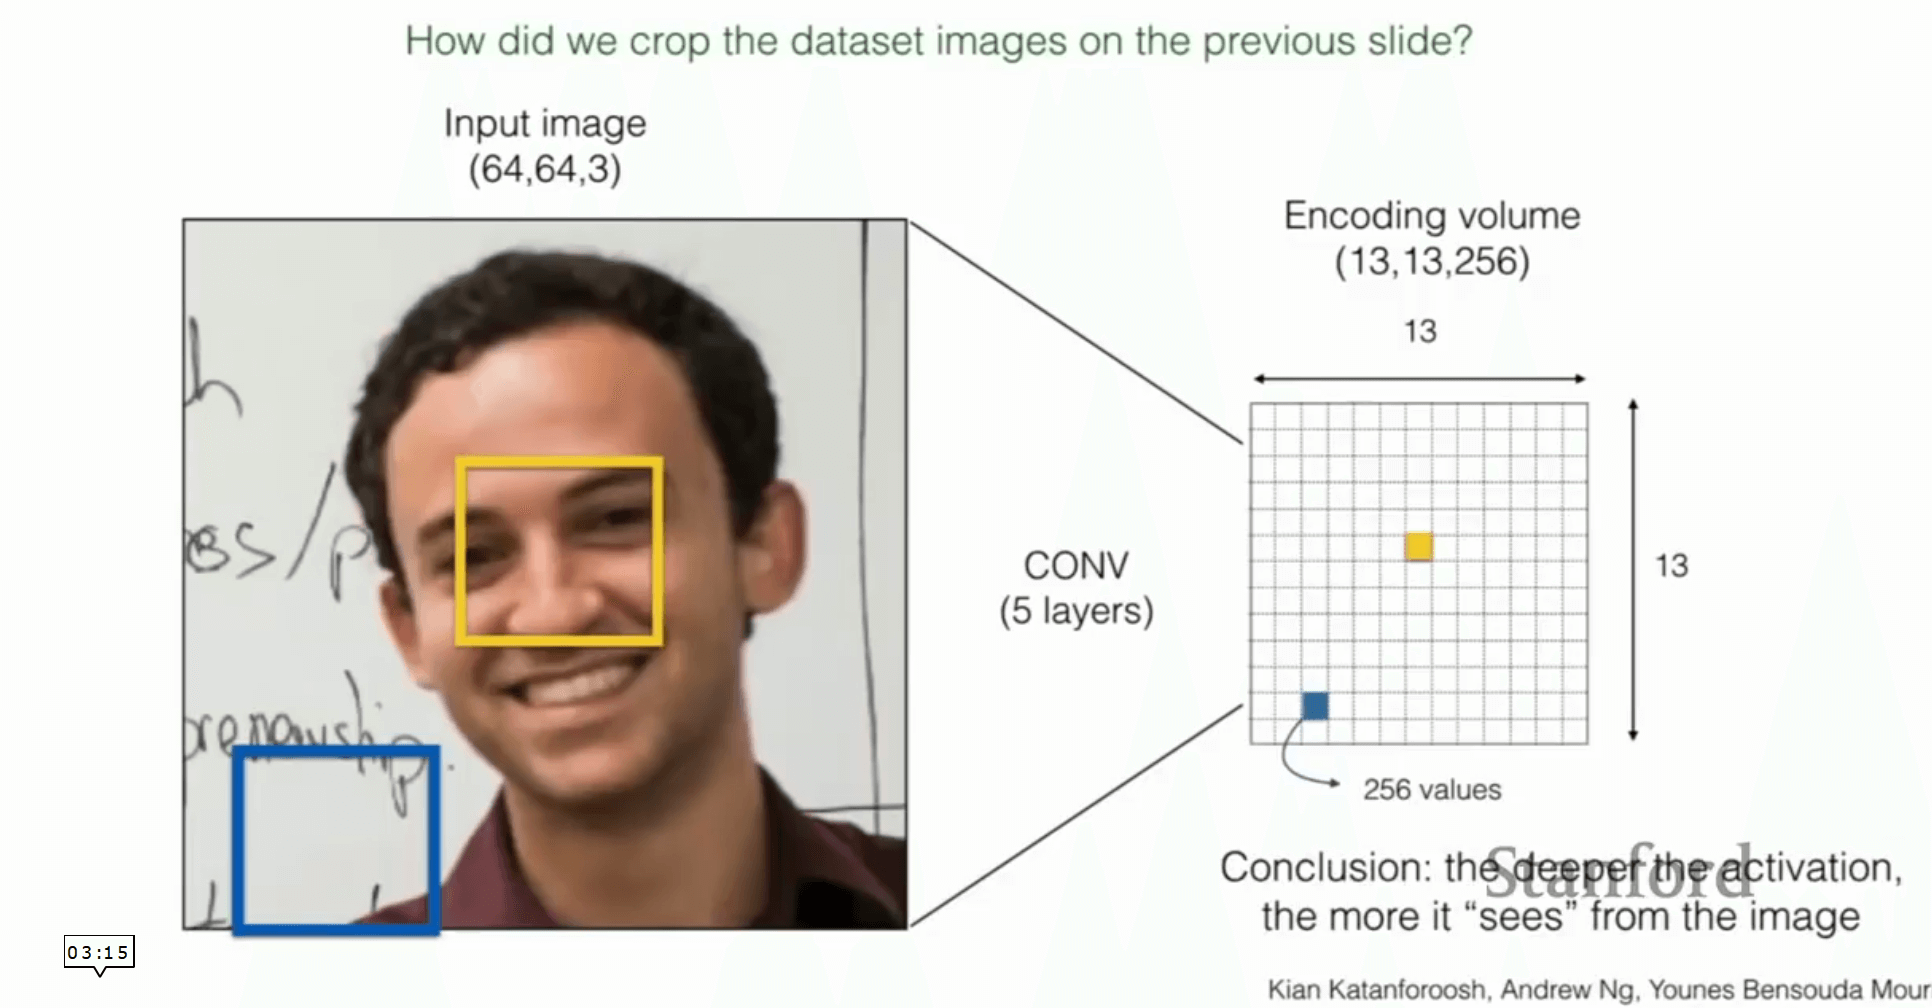 How did we crop the dataset images on the previous slide?
Input image
(64,64,3)
Encoding volume
(13,13,256)
13
CONV
(5 layers)
13
256 values
Conclusion: the deeper the activation,
the more it “sees” from the image
Stanford
03:15
Kian Katanforoosh, Andrew Ng, Younes Bensouda Mour